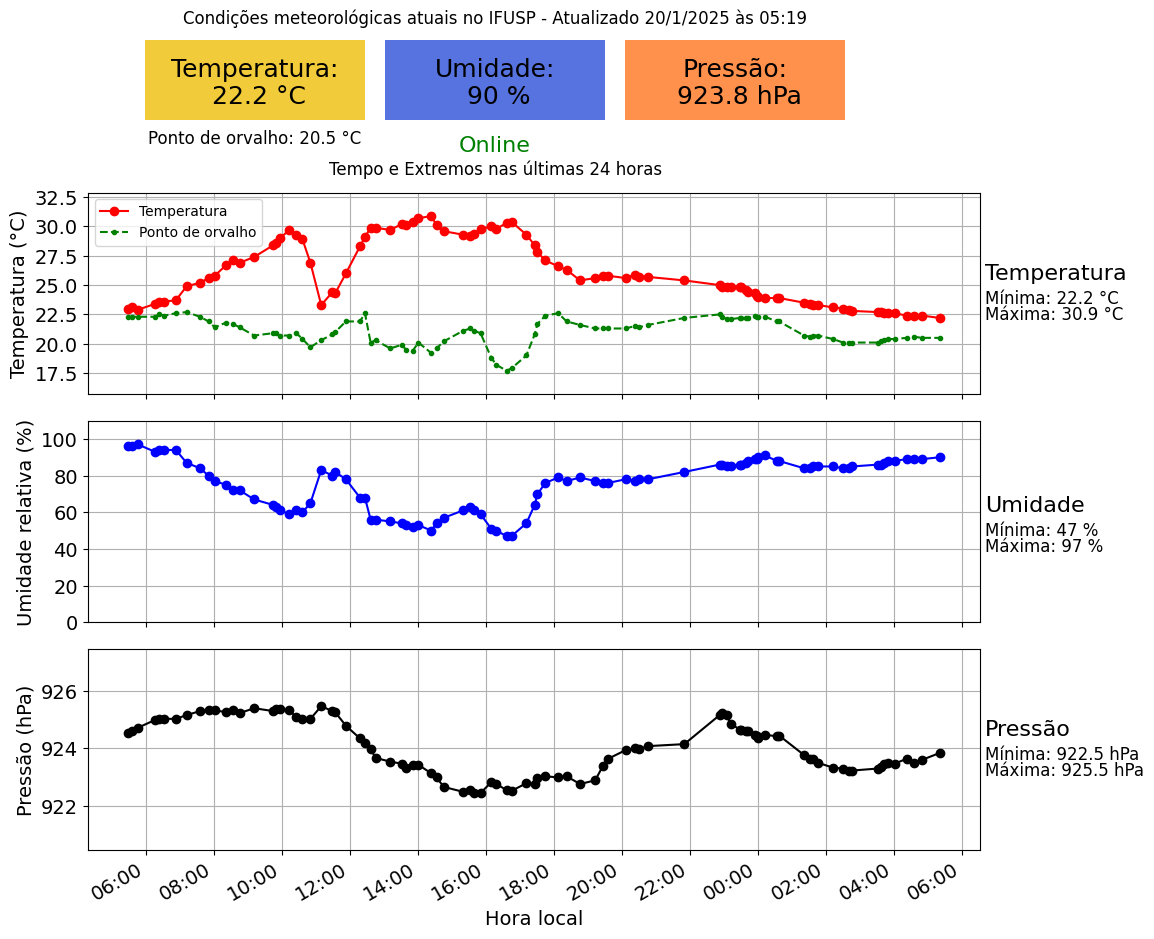 Condições meteorológicas atuais no IFUSP - Atualizado 20/1/2025 às 05:19
Temperatura:
22.2 °C
Umidade:
90 %
Pressão:
923.8 hPa
Ponto de orvalho: 20.5 °C
Online
Tempo e Extremos nas últimas 24 horas
Temperatura (°C)
32.5
30.0
27.5
25.0
22.5
20.0
17.5
Temperatura
Ponto de orvalho
Temperatura
Mínima: 22.2 °C
Máxima: 30.9 °C
Umidade relativa (%)
100
80
60
40
20
0
Umidade
Mínima: 47 %
Máxima: 97 %
Pressão (hPa)
926
924
922
Pressão
Mínima: 922.5 hPa
Máxima: 925.5 hPa
06:00 08:00 10:00 12:00 14:00 16:00 18:00 20:00 22:00 00:00 02:00 04:00 06:00
Hora local